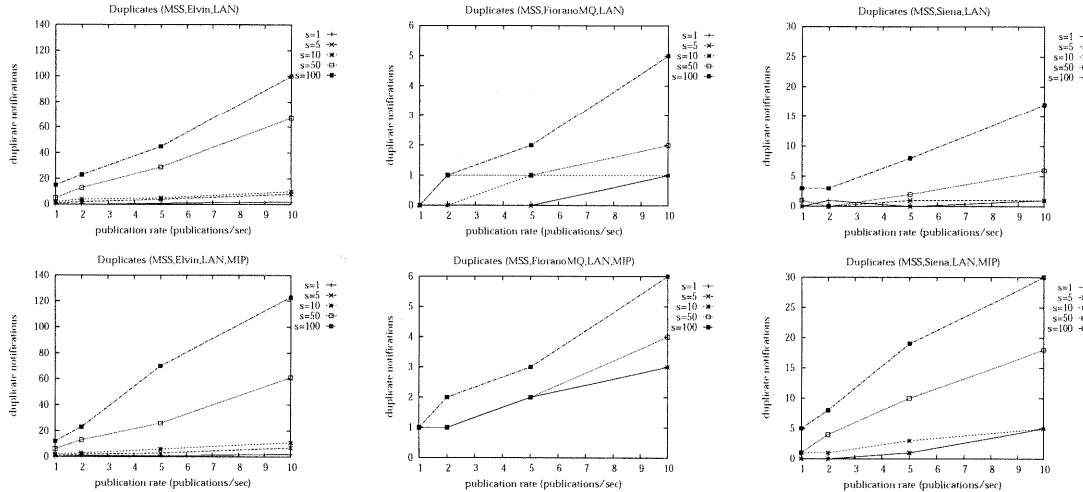 Duplicates (MSS,Elvin,LAN)
140
120
100
80
60
40
20
0
duplicate notifications
1 2 3 4 5 6 7 8 9 10
publication rate (publications/sec)
s=1
s=5
s=10
s=50
s=100
Duplicates (MSS,FioranoMQ,LAN)
6
5
4
3
2
1
0
duplicate notifications
1 2 3 4 5 6 7 8 9 10
publication rate (publications/sec)
s=1
s=5
s=10
s=50
s=100
Duplicates (MSS,Siena,LAN)
30
25
20
15
10
5
0
duplicate notifications
1 2 3 4 5 6 7 8 9 10
publication rate (publications/sec)
s=1
s=5
s=10
s=50
s=100
Duplicates (MSS,Elvin,LAN,MIP)
140
120
100
80
60
40
20
0
duplicate notifications
1 2 3 4 5 6 7 8 9 10
publication rate (publications/sec)
s=1
s=5
s=10
s=50
s=100
Duplicates (MSS,FioranoMQ,LAN,MIP)
6
5
4
3
2
1
0
duplicate notifications
1 2 3 4 5 6 7 8 9 10
publication rate (publications/sec)
s=1
s=5
s=10
s=50
s=100
Duplicates (MSS,Siena,LAN,MIP)
30
25
20
15
10
5
0
duplicate notifications
1 2 3 4 5 6 7 8 9 10
publication rate (publications/sec)
s=1
s=5
s=10
s=50
s=100